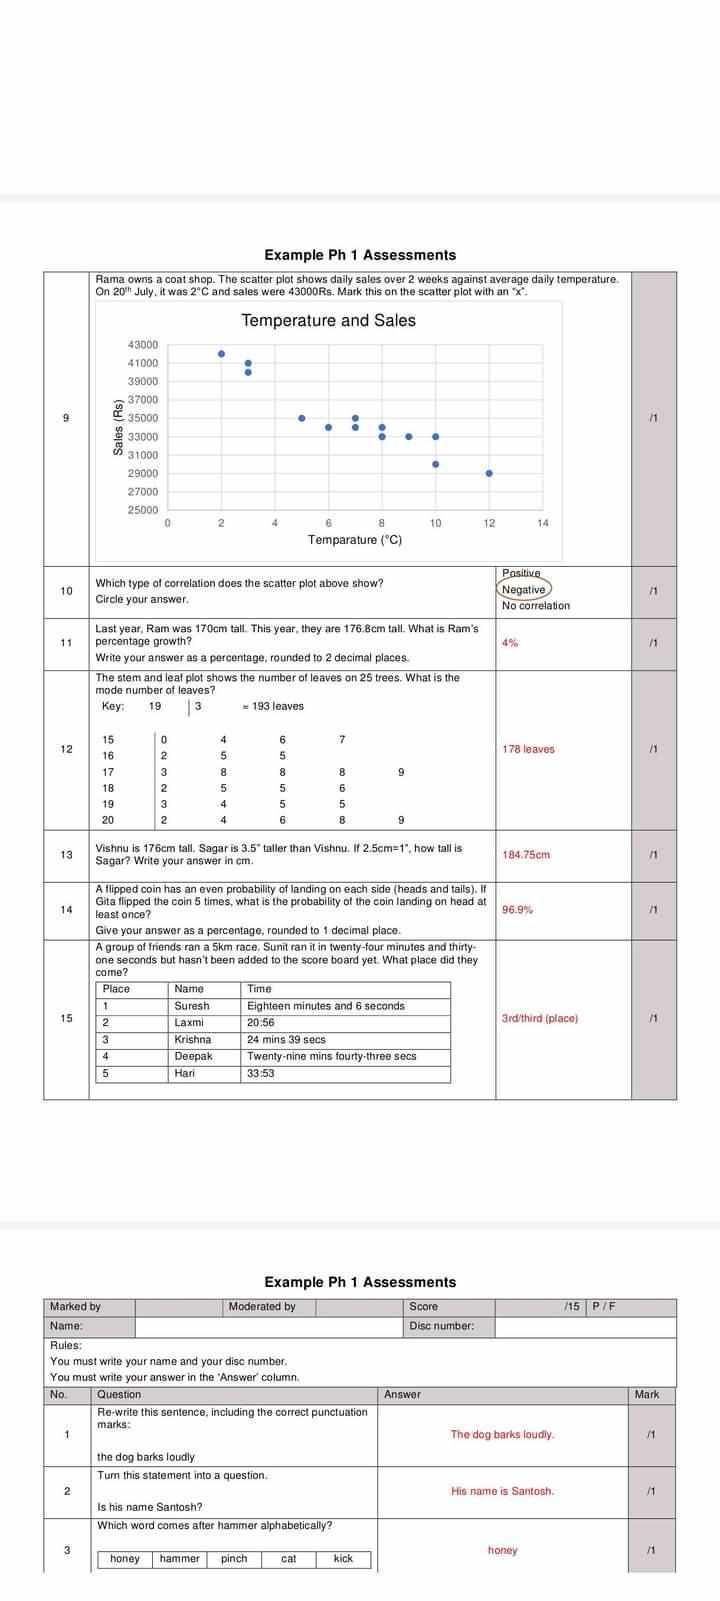 Example Ph 1 Assessments
9
Rama owns a coat shop. The scatter plot shows daily sales over 2 weeks against average daily temperature.
On 20th July, it was 2°C and sales were 43000Rs. Mark this on the scatter plot with an "x".
Temperature and Sales
Sales (Rs)
43000
41000
39000
37000
35000
33000
31000
29000
27000
25000
0 2 4 6 8 10 12 14
Temparature (°C)
/1
10
Which type of correlation does the scatter plot above show?
Circle your answer.
Positive
Negative
No correlation
/1
11
Last year, Ram was 170cm tall. This year, they are 176.8cm tall. What is Ram's
percentage growth?
Write your answer as a percentage, rounded to 2 decimal places.
4%
/1
12
The stem and leaf plot shows the number of leaves on 25 trees. What is the
mode number of leaves?
Key: 19 3 = 193 leaves
15 0 4 6 7
16 2 5 5
17 3 8 8 8 9
18 2 5 5 6
19 3 4 5 5
20 2 4 6 8 9
178 leaves
/1
13
Vishnu is 176cm tall. Sagar is 3.5" taller than Vishnu. If 2.5cm=1", how tall is
Sagar? Write your answer in cm.
184.75cm
/1
14
A flipped coin has an even probability of landing on each side (heads and tails). If
Gita flipped the coin 5 times, what is the probability of the coin landing on head at
least once?
Give your answer as a percentage, rounded to 1 decimal place.
96.9%
/1
15
A group of friends ran a 5km race. Sunit ran it in twenty-four minutes and thirty-
one seconds but hasn't been added to the score board yet. What place did they
come?
Place Name Time
1 Suresh Eighteen minutes and 6 seconds
2 Laxmi 20:56
3 Krishna 24 mins 39 secs
4 Deepak Twenty-nine mins fourty-three secs
5 Hari 33:53
3rd/third (place)
/1
Example Ph 1 Assessments
Marked by Moderated by Score /15 P / F
Name: Disc number:
Rules:
You must write your name and your disc number.
You must write your answer in the 'Answer' column.
No. Question Answer Mark
1
Re-write this sentence, including the correct punctuation
marks:
the dog barks loudly
The dog barks loudly.
/1
2
Turn this statement into a question.
Is his name Santosh?
His name is Santosh.
/1
3
Which word comes after hammer alphabetically?
honey hammer pinch cat kick
honey
/1